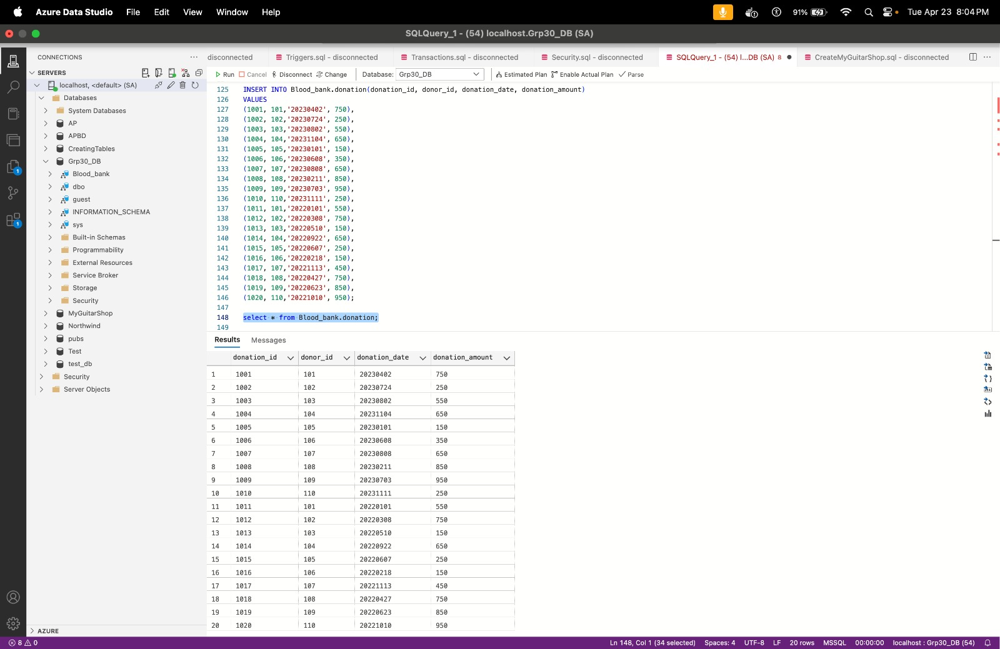 Azure Data Studio File Edit View Window Help 91% Tue Apr 23 8:04 PM
SQLQuery_1 - (54) localhost.Grp30_DB (SA)
CONNECTIONS
SERVERS
localhost, <default> (SA)
Databases
System Databases
AP
APBD
CreatingTables
Grp30_DB
Blood_bank
dbo
guest
INFORMATION_SCHEMA
sys
Built-in Schemas
Programmability
External Resources
Service Broker
Storage
Security
MyGuitarShop
Northwind
pubs
Test
test_db
Security
Server Objects
AZURE
1
1
disconnected Triggers.sql - disconnected Transactions.sql - disconnected Security.sql - disconnected SQLQuery_1 - (54) l...DB (SA) 8 CreateMyGuitarShop.sql - disconnected
Run Cancel Disconnect Change Database: Grp30_DB Estimated Plan Enable Actual Plan Parse
125 INSERT INTO Blood_bank.donation(donation_id, donor_id, donation_date, donation_amount)
126 VALUES
127 (1001, 101,'20230402', 750),
128 (1002, 102,'20230724', 250),
129 (1003, 103,'20230802', 550),
130 (1004, 104,'20231104', 650),
131 (1005, 105,'20230101', 150),
132 (1006, 106,'20230608', 350),
133 (1007, 107,'20230808', 650),
134 (1008, 108,'20230211', 850),
135 (1009, 109,'20230703', 950),
136 (1010, 110,'20231111', 250),
137 (1011, 101,'20220101', 550),
138 (1012, 102,'20220308', 750),
139 (1013, 103,'20220510', 150),
140 (1014, 104,'20220922', 650),
141 (1015, 105,'20220607', 250),
142 (1016, 106,'20220218', 150),
143 (1017, 107,'20221113', 450),
144 (1018, 108,'20220427', 750),
145 (1019, 109,'20220623', 850),
146 (1020, 110,'20221010', 950);
147
148 select * from Blood_bank.donation;
149
Results Messages
donation_id donor_id donation_date donation_amount
1 1001 101 20230402 750
2 1002 102 20230724 250
3 1003 103 20230802 550
4 1004 104 20231104 650
5 1005 105 20230101 150
6 1006 106 20230608 350
7 1007 107 20230808 650
8 1008 108 20230211 850
9 1009 109 20230703 950
10 1010 110 20231111 250
11 1011 101 20220101 550
12 1012 102 20220308 750
13 1013 103 20220510 150
14 1014 104 20220922 650
15 1015 105 20220607 250
16 1016 106 20220218 150
17 1017 107 20221113 450
18 1018 108 20220427 750
19 1019 109 20220623 850
20 1020 110 20221010 950
8 0 Ln 148, Col 1 (34 selected) Spaces: 4 UTF-8 LF 20 rows MSSQL 00:00:00 localhost : Grp30_DB (54)